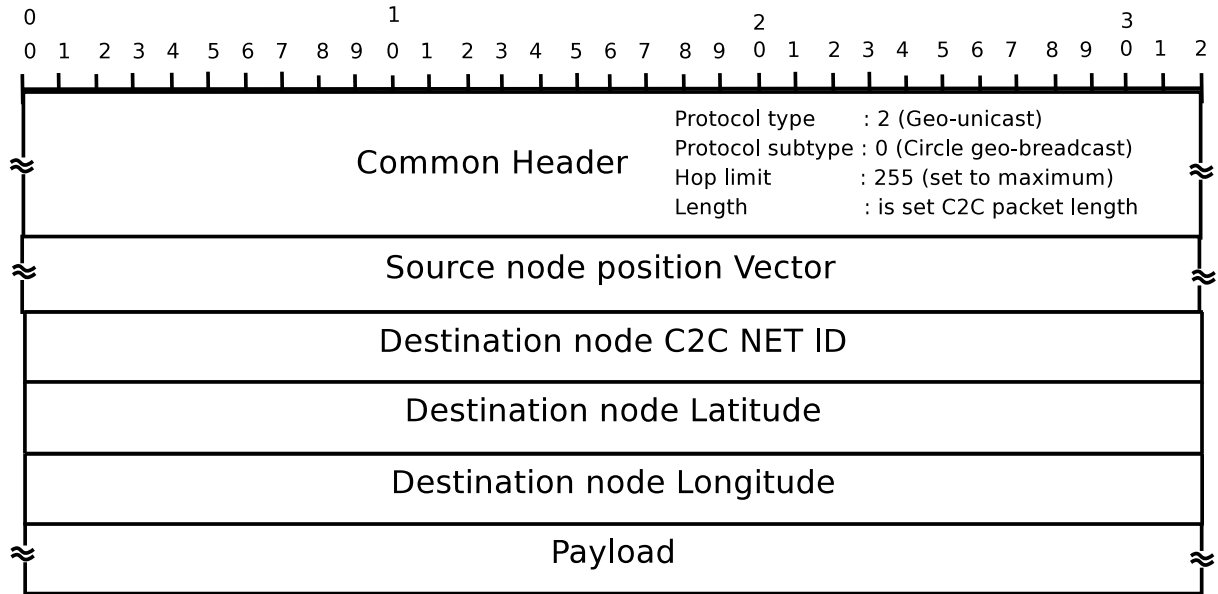 0 1 2 3
0 1 2 3 4 5 6 7 8 9 0 1 2 3 4 5 6 7 8 9 0 1 2 3 4 5 6 7 8 9 0 1 2
Common Header
Protocol type : 2 (Geo-unicast)
Protocol subtype : 0 (Circle geo-breadcast)
Hop limit : 255 (set to maximum)
Length : is set C2C packet length
Source node position Vector
Destination node C2C NET ID
Destination node Latitude
Destination node Longitude
Payload